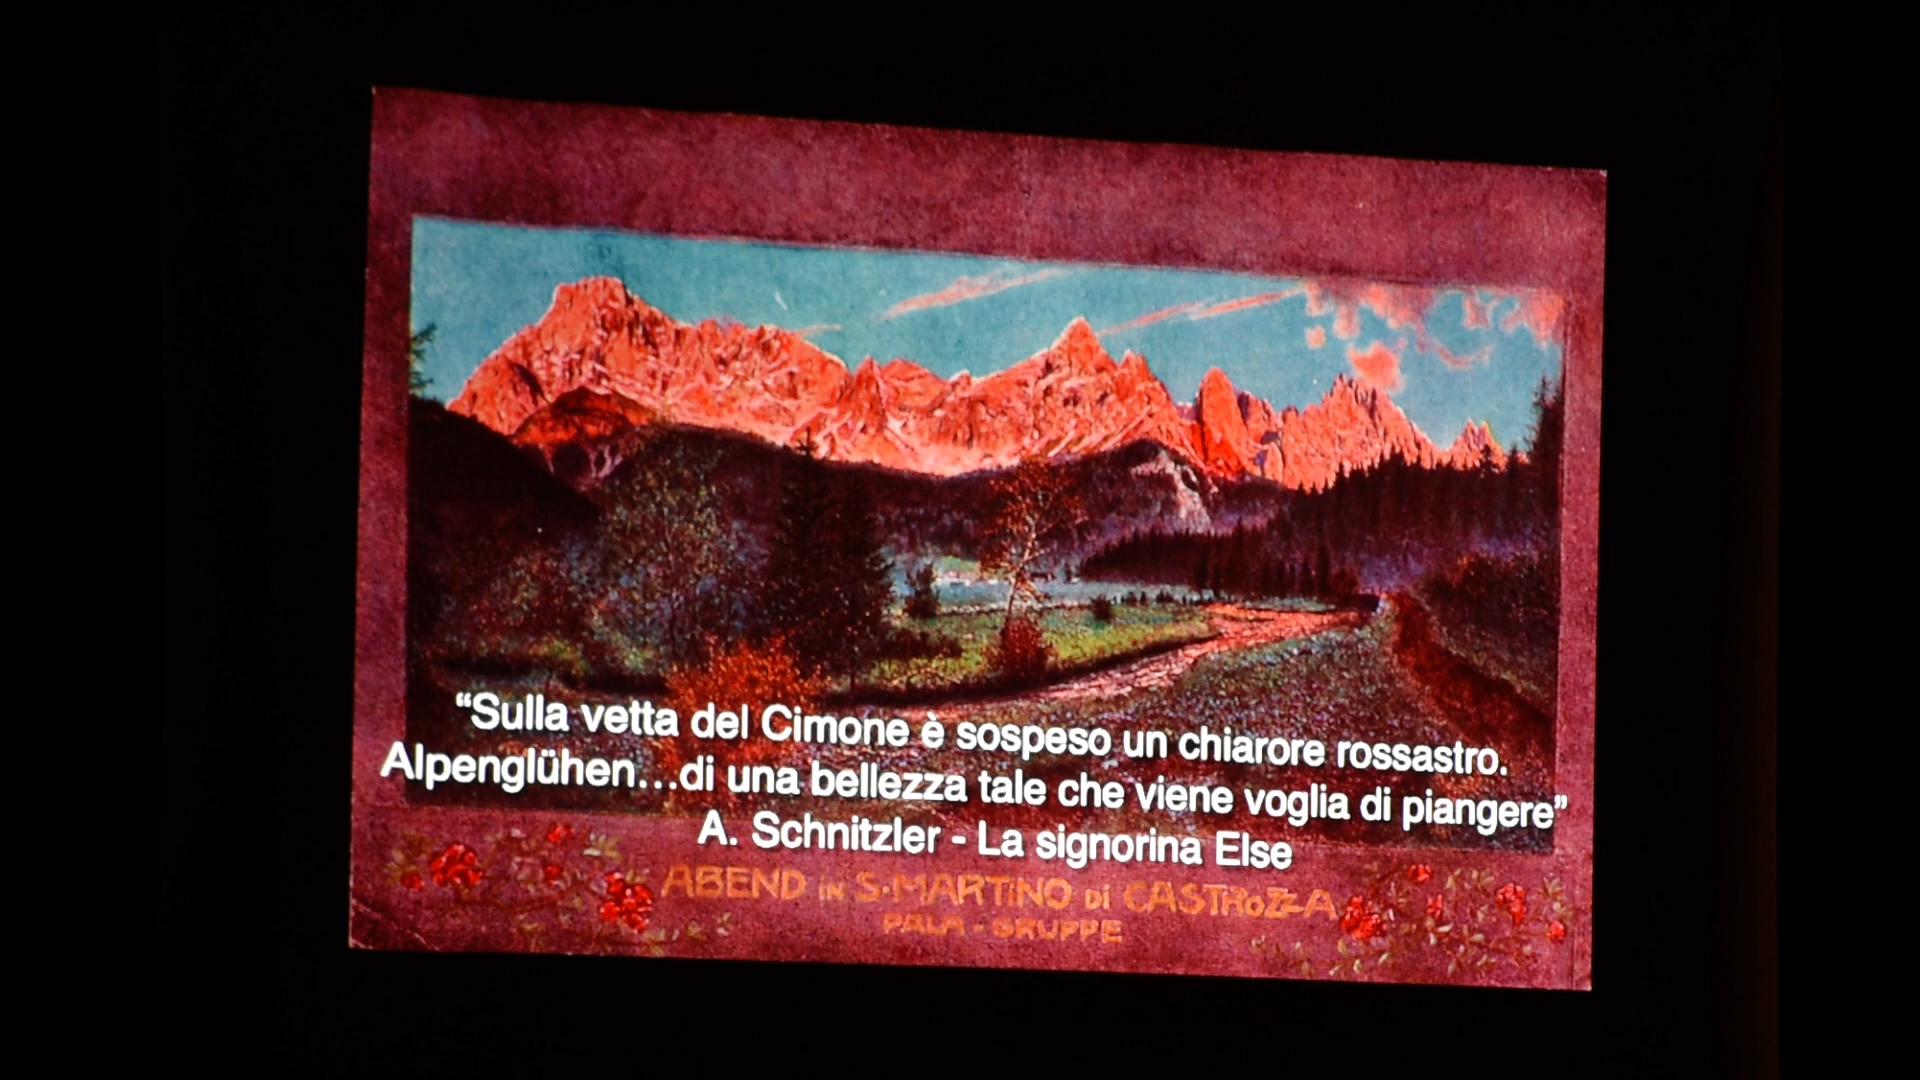 “Sulla vetta del Cimone è sospeso un chiarore rossastro.
Alpenglühen...di una bellezza tale che viene voglia di piangere”
A. Schnitzler - La signorina Else
ABEND in S·MARTiNO Di CASTRoZZA
PALA - GRUPPE